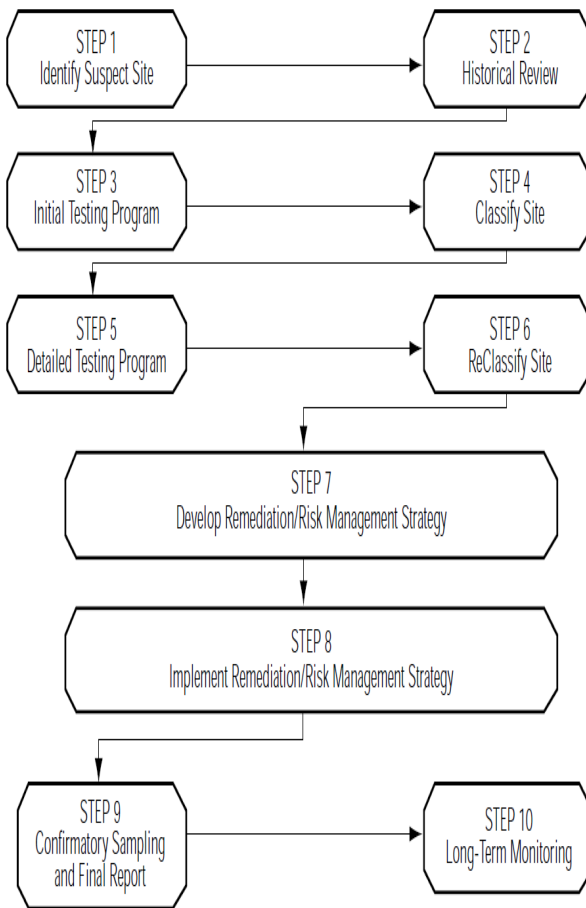 STEP 1
Identify Suspect Site
STEP 2
Historical Review
STEP 3
Initial Testing Program
STEP 4
Classify Site
STEP 5
Detailed Testing Program
STEP 6
ReClassify Site
STEP 7
Develop Remediation/Risk Management Strategy
STEP 8
Implement Remediation/Risk Management Strategy
STEP 9
Confirmatory Sampling
and Final Report
STEP 10
Long-Term Monitoring